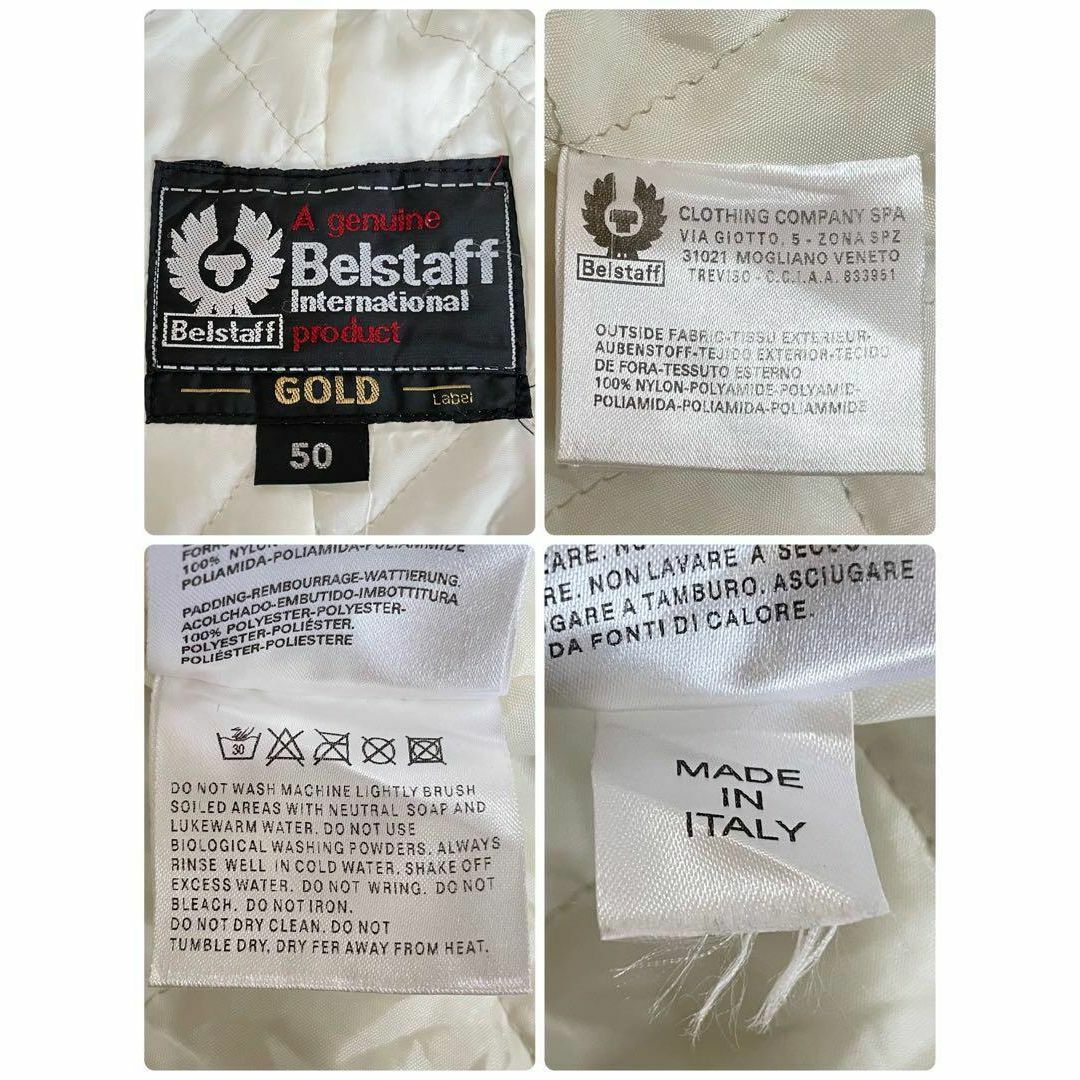 A genuine
Belstaff
International
product
Belstaff
GOLD
Label
50
Belstaff
CLOTHING COMPANY SPA
VIA GIOTTO, 5 - ZONA SPZ
31021 MOGLIANO VENETO
TREVISO - C.C.I.A.A. 833951
OUTSIDE FABRIC-TISSU EXTERIEUR-
AUBENSTOFF-TEJIDO EXTERIOR-TECIDO
DE FORA-TESSUTO ESTERNO
100% NYLON-POLYAMIDE-POLYAMID-
POLIAMIDA-POLIAMIDA-POLIAMMIDE
100% NYLON
POLIAMIDA-POLIAMIDA-POLIAMMIDE
PADDING-REMBOURRAGE-WATTIERUNG.
ACOLCHADO-EMBUTIDO-IMBOTTITURA
100% POLYESTER-POLYESTER-
POLYESTER-POLIÉSTER.
POLIÉSTER-POLIESTERE
30
DO NOT WASH MACHINE LIGHTLY BRUSH
SOILED AREAS WITH NEUTRAL SOAP AND
LUKEWARM WATER. DO NOT USE
BIOLOGICAL WASHING POWDERS. ALWAYS
RINSE WELL IN COLD WATER. SHAKE OFF
EXCESS WATER. DO NOT WRING. DO NOT
BLEACH. DO NOT IRON.
DO NOT DRY CLEAN. DO NOT
TUMBLE DRY. DRY FER AWAY FROM HEAT.
NON LAVARE A SECCO.
GARE A TAMBURO. ASCIUGARE
DA FONTI DI CALORE.
MADE
IN
ITALY